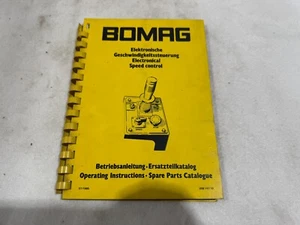 BOMAG
Elektronische
Geschwindigkeitssteuerung
Electronical
Speed control
Betriebsanleitung · Ersatzteilkatalog
Operating Instructions · Spare Parts Catalogue